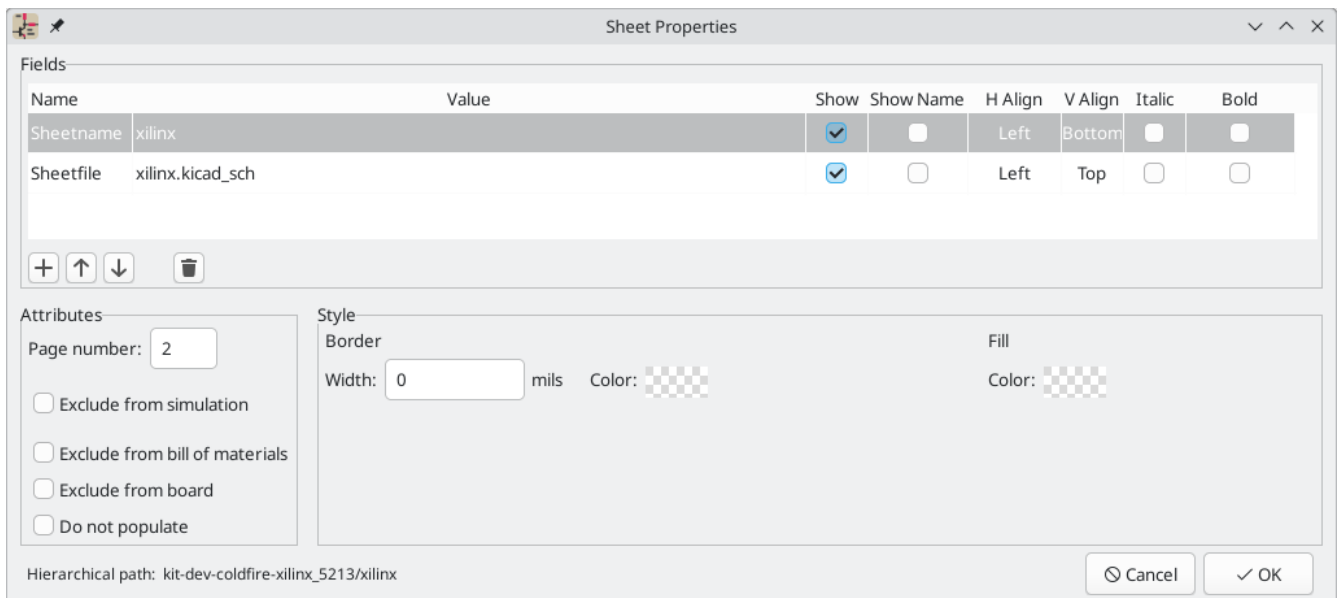 Sheet Properties
Fields
Name Value Show Show Name H Align V Align Italic Bold
Sheetname xilinx Left Bottom
Sheetfile xilinx.kicad_sch Left Top
Attributes
Page number: 2
Exclude from simulation
Exclude from bill of materials
Exclude from board
Do not populate
Style
Border Fill
Width: 0 mils Color: Color:
Hierarchical path: kit-dev-coldfire-xilinx_5213/xilinx
Cancel OK